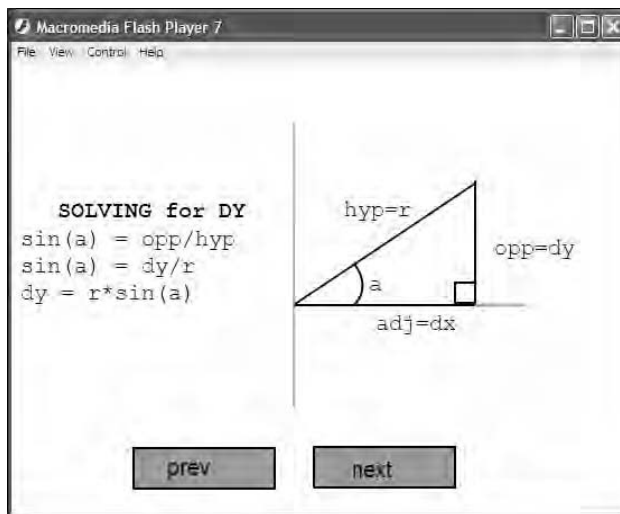 Macromedia Flash Player 7
File View Control Help
SOLVING for DY
sin(a) = opp/hyp
sin(a) = dy/r
dy = r*sin(a)
hyp=r
opp=dy
a
adj=dx
prev
next